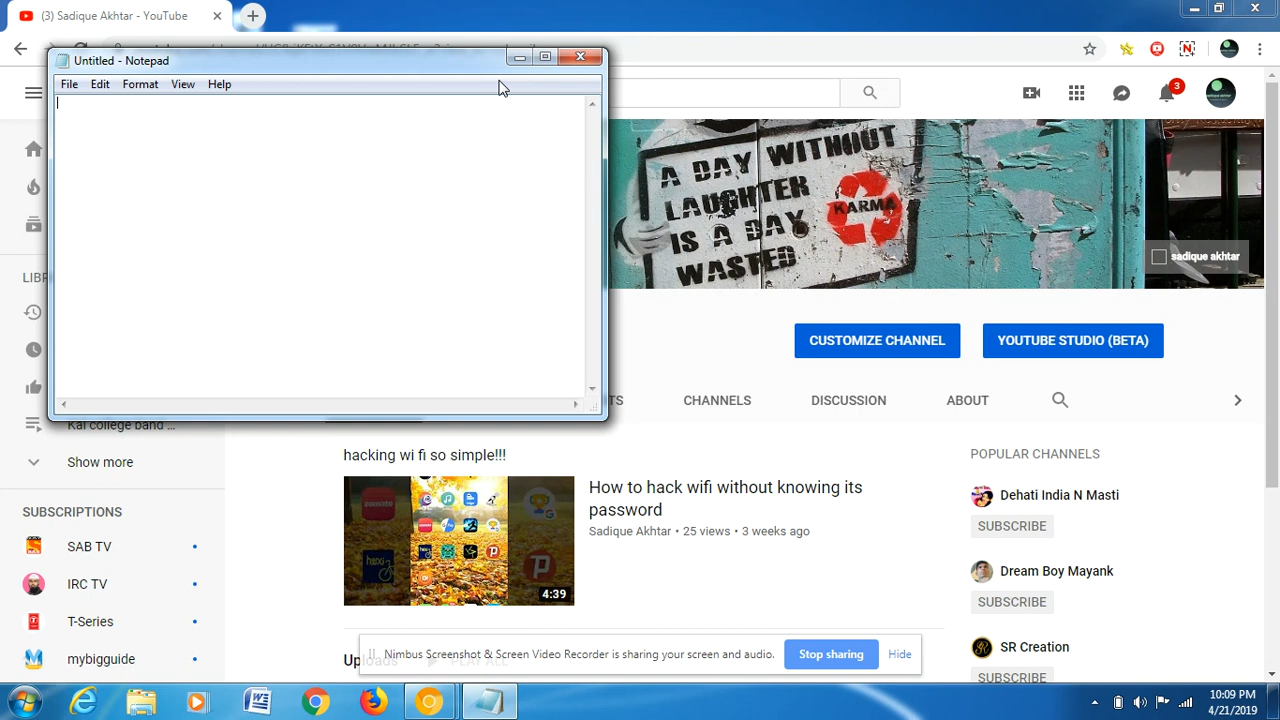 (3) Sadique Akhtar - YouTube
Untitled - Notepad
File Edit Format View Help
3
A DAY WITHOUT
LAUGHTER
IS A DAY
WASTED
KARMA
sadique akhtar
LIBR
CUSTOMIZE CHANNEL
YOUTUBE STUDIO (BETA)
TS
CHANNELS
DISCUSSION
ABOUT
Kal college band ...
Show more
SUBSCRIPTIONS
SAB TV
IRC TV
T-Series
mybigguide
hacking wi fi so simple!!!
How to hack wifi without knowing its
password
Sadique Akhtar • 25 views • 3 weeks ago
4:39
Uploads PLAY ALL
POPULAR CHANNELS
Dehati India N Masti
SUBSCRIBE
Dream Boy Mayank
SUBSCRIBE
SR Creation
SUBSCRIBE
Nimbus Screenshot & Screen Video Recorder is sharing your screen and audio.
Stop sharing
Hide
10:09 PM
4/21/2019